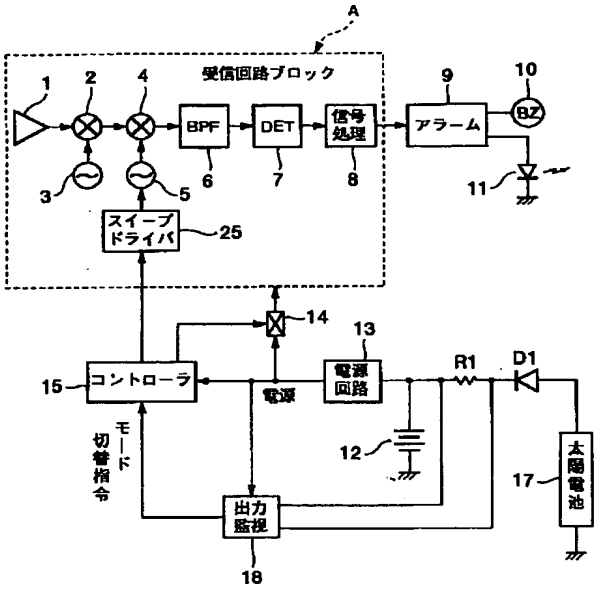 A
受信回路ブロック
1
2
4
BPF
DET
信号
処理
アラーム
9
10
BZ
3
5
6
7
8
11
スイープ
ドライバ
25
14
13
15
コントローラ
電源
電源
回路
R1
D1
12
モード
切替指令
出力
監視
18
17
太陽電池